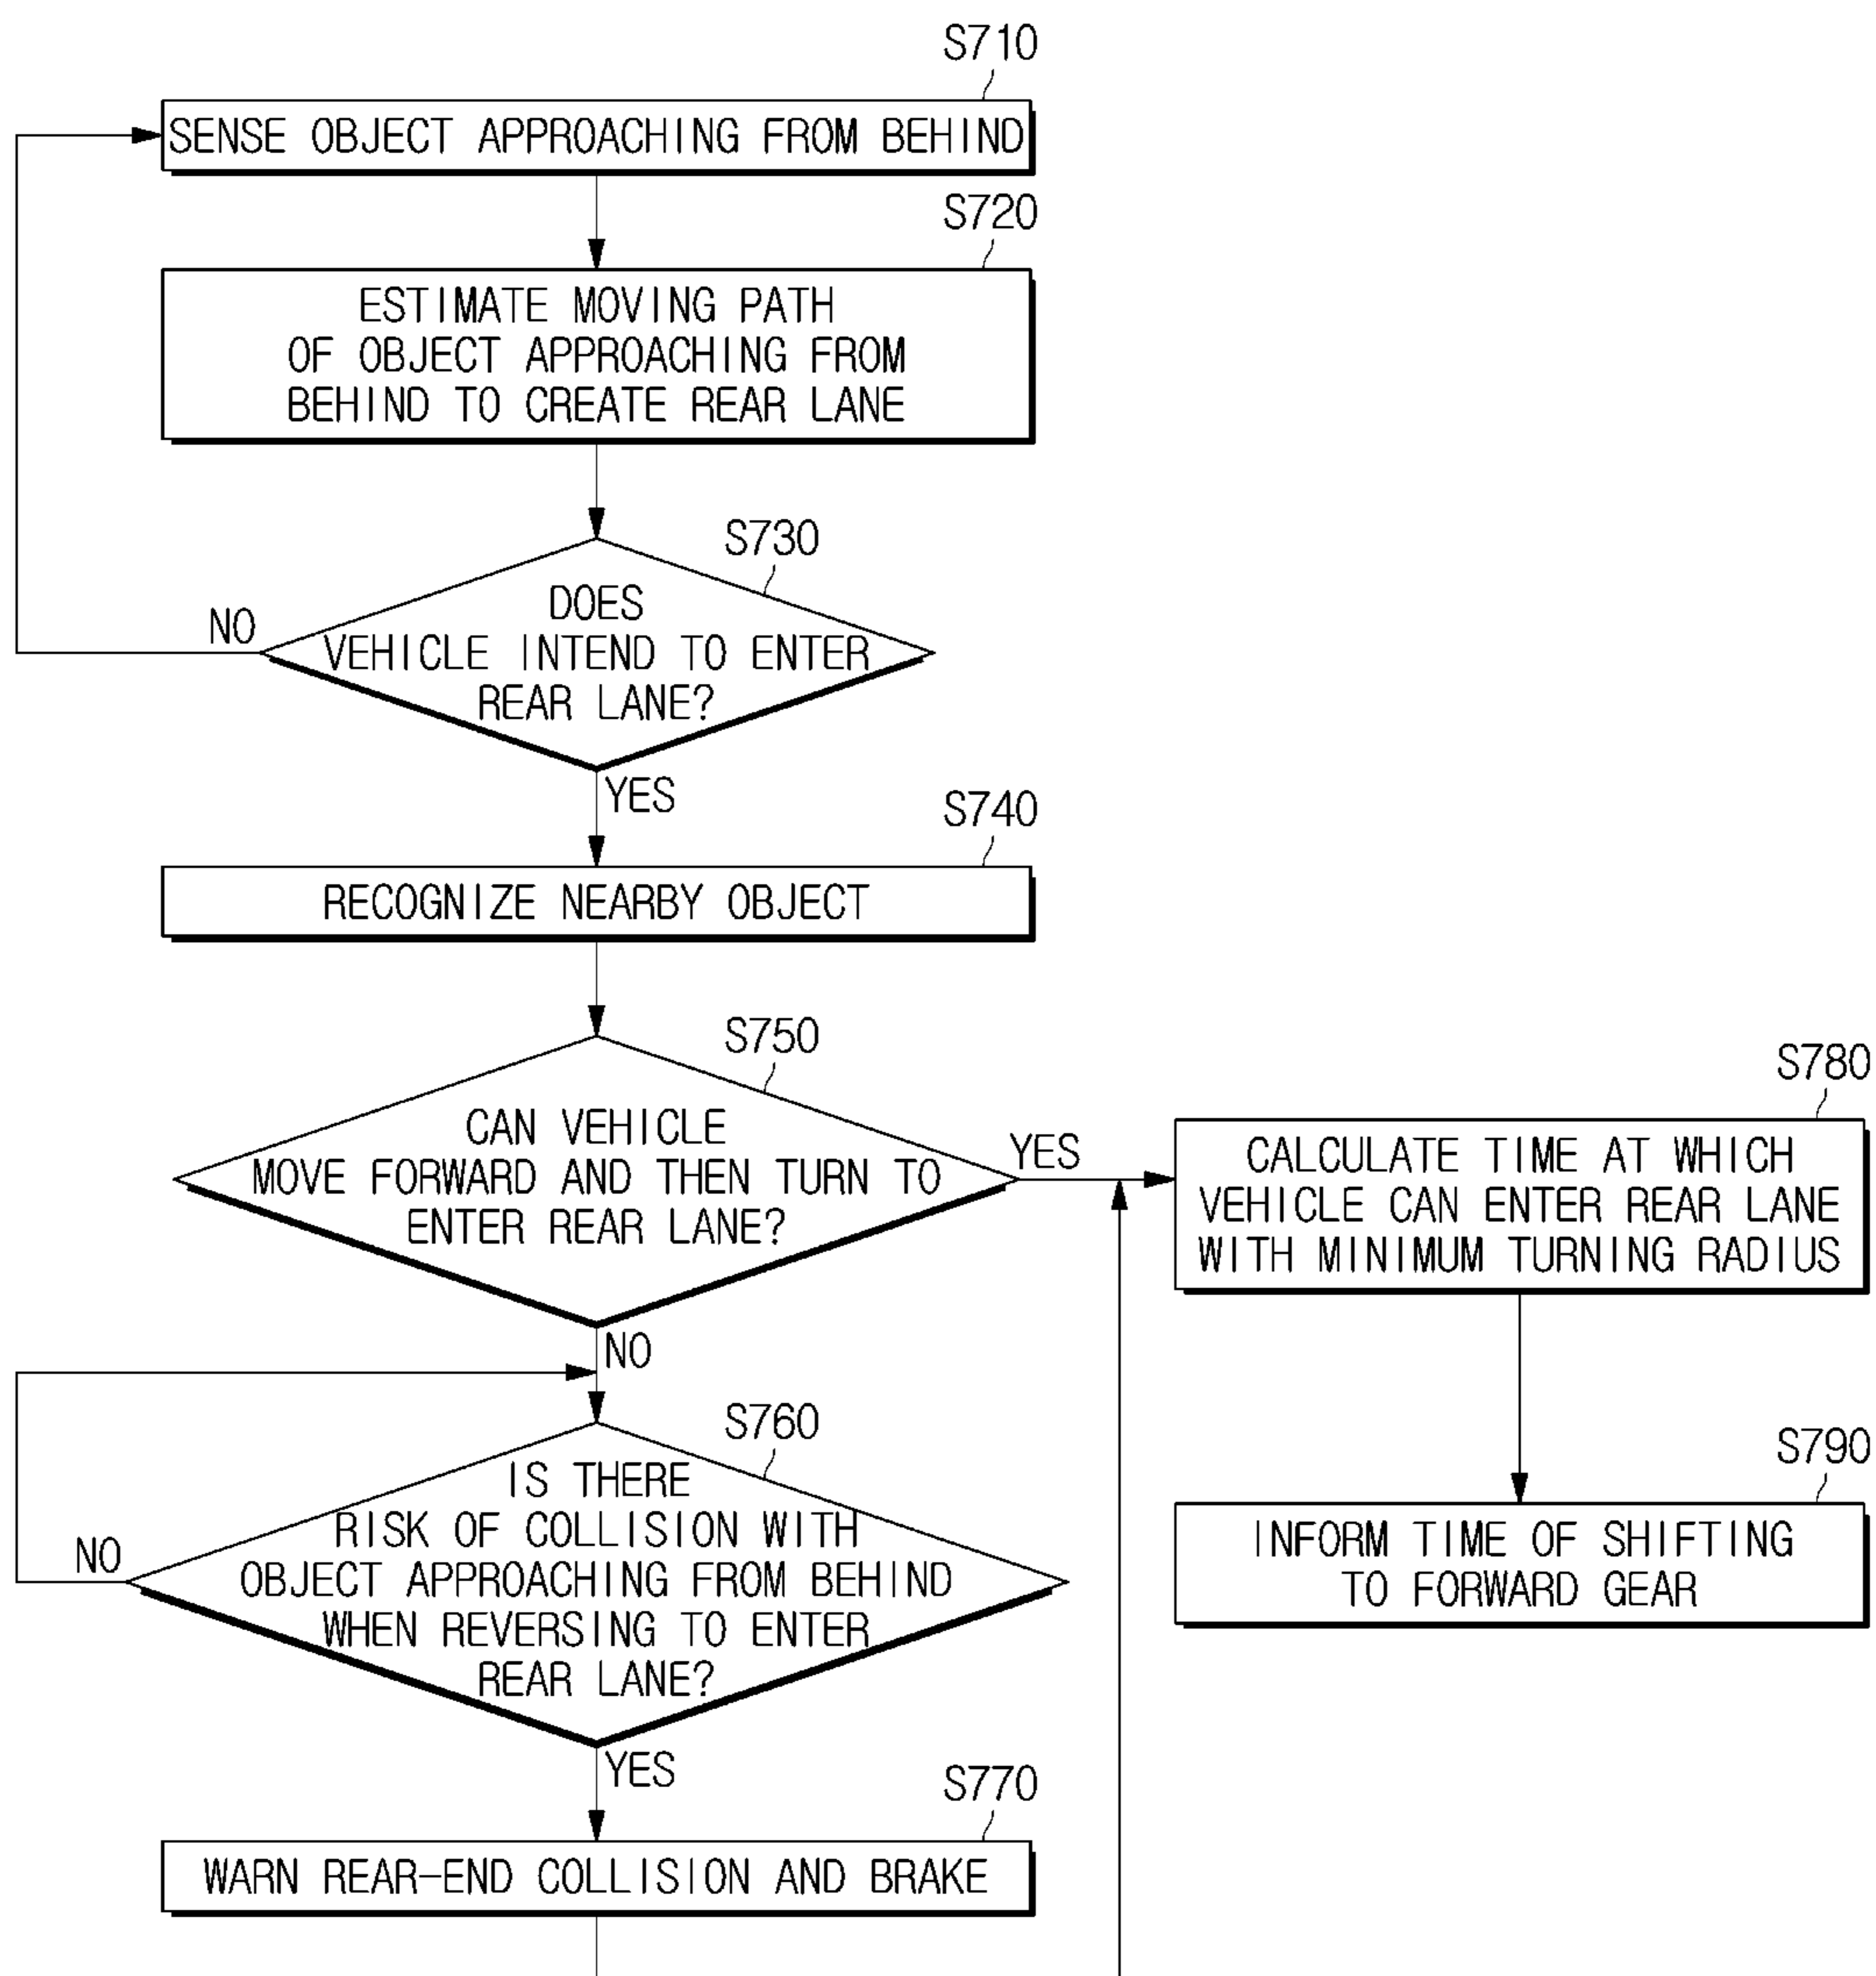 S710
SENSE OBJECT APPROACHING FROM BEHIND
S720
ESTIMATE MOVING PATH
OF OBJECT APPROACHING FROM
BEHIND TO CREATE REAR LANE
S730
DOES
VEHICLE INTEND TO ENTER
REAR LANE?
NO
YES
S740
RECOGNIZE NEARBY OBJECT
S750
CAN VEHICLE
MOVE FORWARD AND THEN TURN TO
ENTER REAR LANE?
YES
NO
S780
CALCULATE TIME AT WHICH
VEHICLE CAN ENTER REAR LANE
WITH MINIMUM TURNING RADIUS
S760
IS THERE
RISK OF COLLISION WITH
OBJECT APPROACHING FROM BEHIND
WHEN REVERSING TO ENTER
REAR LANE?
NO
YES
S790
INFORM TIME OF SHIFTING
TO FORWARD GEAR
S770
WARN REAR-END COLLISION AND BRAKE